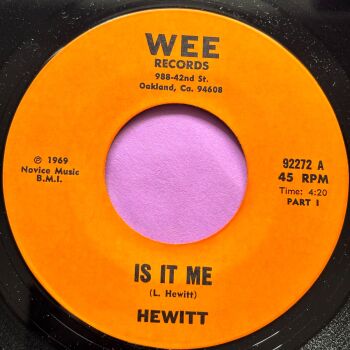 WEE
RECORDS
988-42nd St.
Oakland, Ca. 94608
℗ 1969
Novice Music
B.M.I.
92272 A
45 RPM
Time: 4:20
PART 1
IS IT ME
(L. Hewitt)
HEWITT